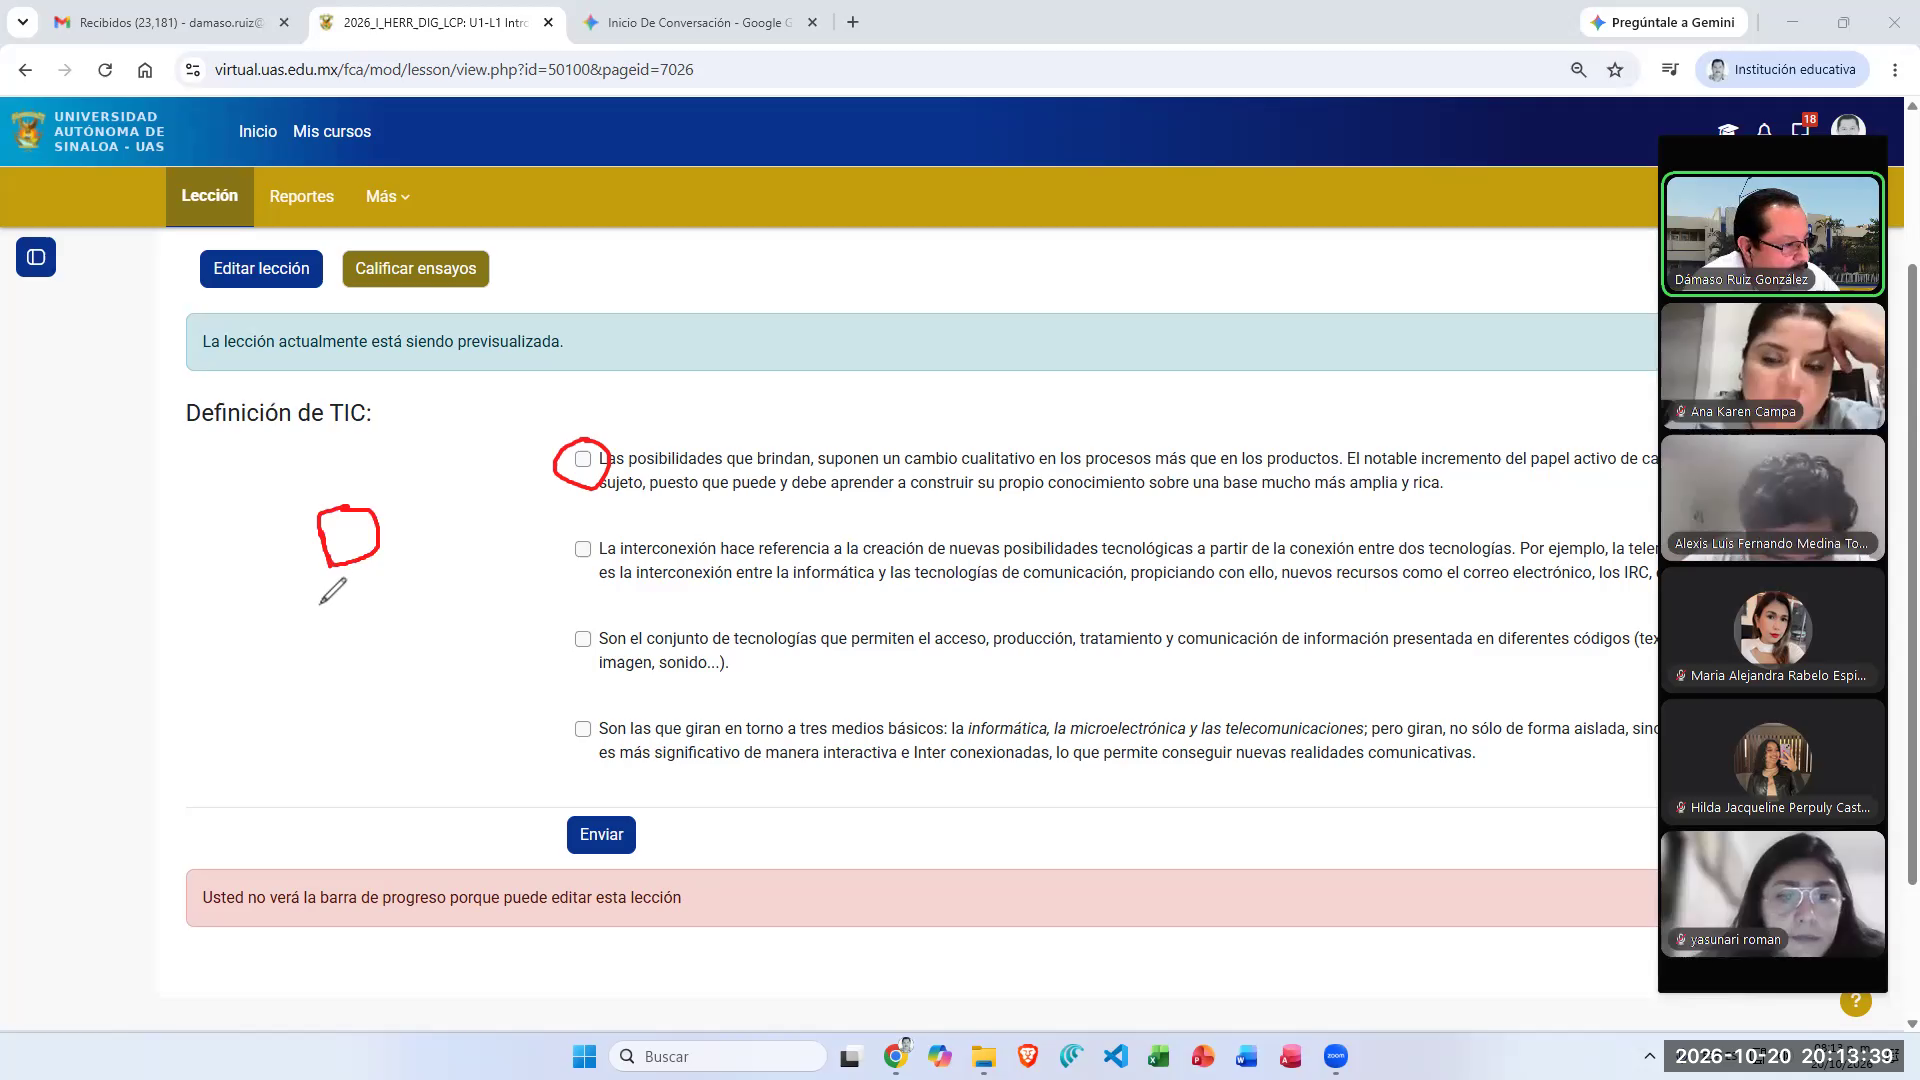 Recibidos (23,181) - damaso.ruiz@
2026_I_HERR_DIG_LCP: U1-L1 Intro
Inicio De Conversación - Google G
Pregúntale a Gemini
virtual.uas.edu.mx/fca/mod/lesson/view.php?id=50100&pageid=7026
Institución educativa
UNIVERSIDAD
AUTÓNOMA DE
SINALOA - UAS
Inicio
Mis cursos
18
Lección
Reportes
Más
Editar lección
Calificar ensayos
La lección actualmente está siendo previsualizada.
Definición de TIC:
Las posibilidades que brindan, suponen un cambio cualitativo en los procesos más que en los productos. El notable incremento del papel activo de ca
sujeto, puesto que puede y debe aprender a construir su propio conocimiento sobre una base mucho más amplia y rica.
La interconexión hace referencia a la creación de nuevas posibilidades tecnológicas a partir de la conexión entre dos tecnologías. Por ejemplo, la tele
es la interconexión entre la informática y las tecnologías de comunicación, propiciando con ello, nuevos recursos como el correo electrónico, los IRC,
Son el conjunto de tecnologías que permiten el acceso, producción, tratamiento y comunicación de información presentada en diferentes códigos (tex
imagen, sonido...).
Son las que giran en torno a tres medios básicos: la informática, la microelectrónica y las telecomunicaciones; pero giran, no sólo de forma aislada, sino
es más significativo de manera interactiva e Inter conexionadas, lo que permite conseguir nuevas realidades comunicativas.
Enviar
Usted no verá la barra de progreso porque puede editar esta lección
Dámaso Ruiz González
Ana Karen Campa
Alexis Luis Fernando Medina To...
Maria Alejandra Rabelo Espi...
Hilda Jacqueline Perpuly Cast...
yasunari roman
?
Buscar
zoom
2026-10-20 20:13:39